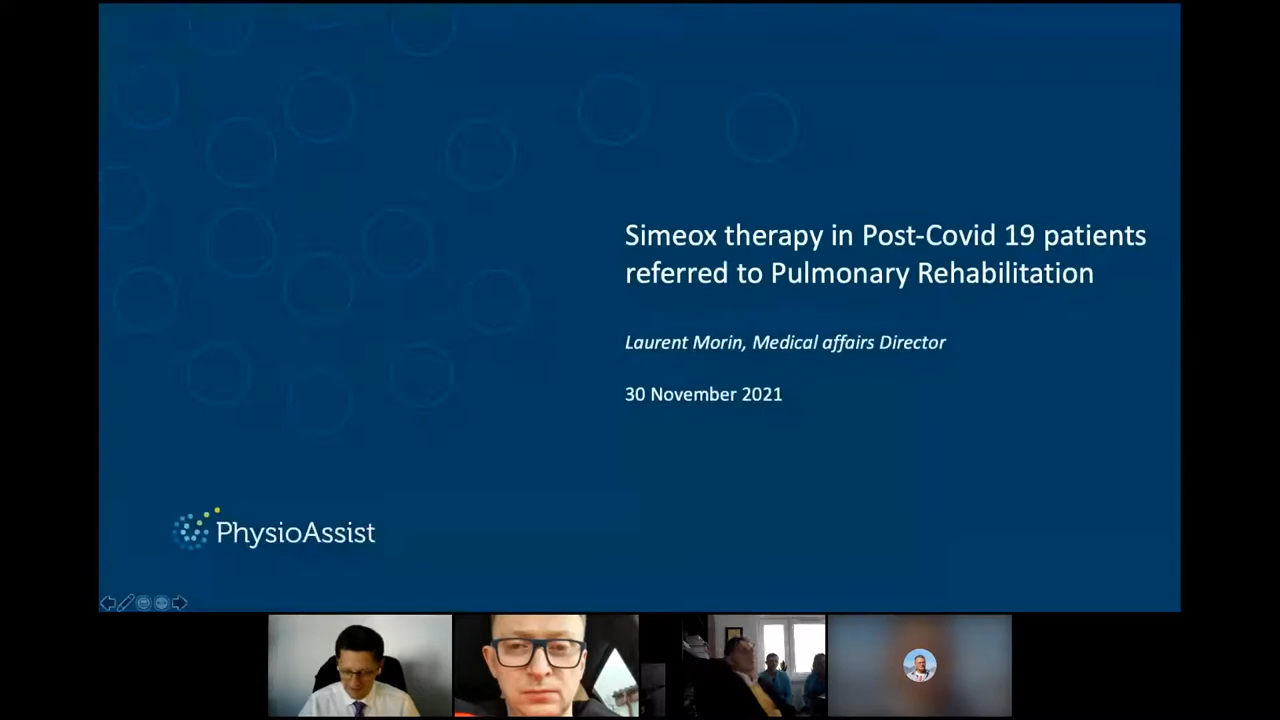 Simeox therapy in Post-Covid 19 patients
referred to Pulmonary Rehabilitation
Laurent Morin, Medical affairs Director
30 November 2021
PhysioAssist